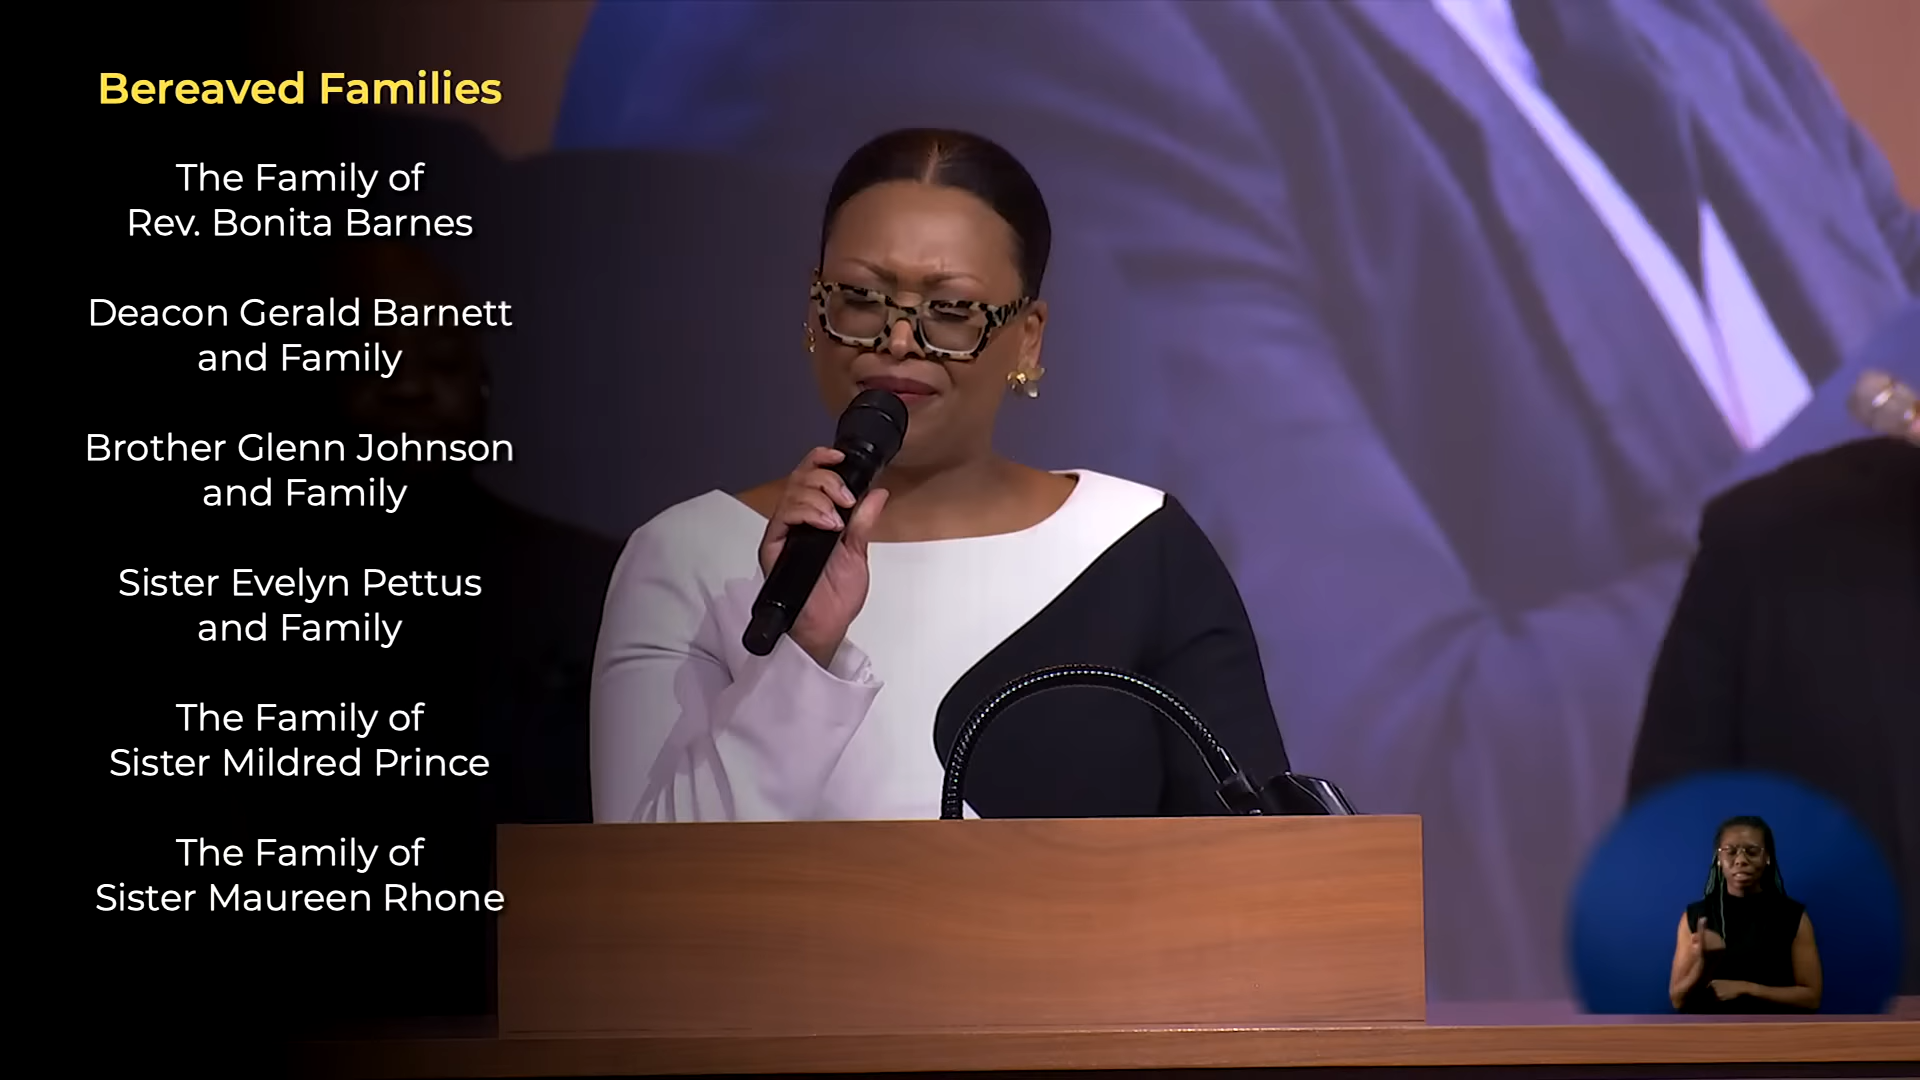 Bereaved Families
The Family of
Rev. Bonita Barnes
Deacon Gerald Barnett
and Family
Brother Glenn Johnson
and Family
Sister Evelyn Pettus
and Family
The Family of
Sister Mildred Prince
The Family of
Sister Maureen Rhone